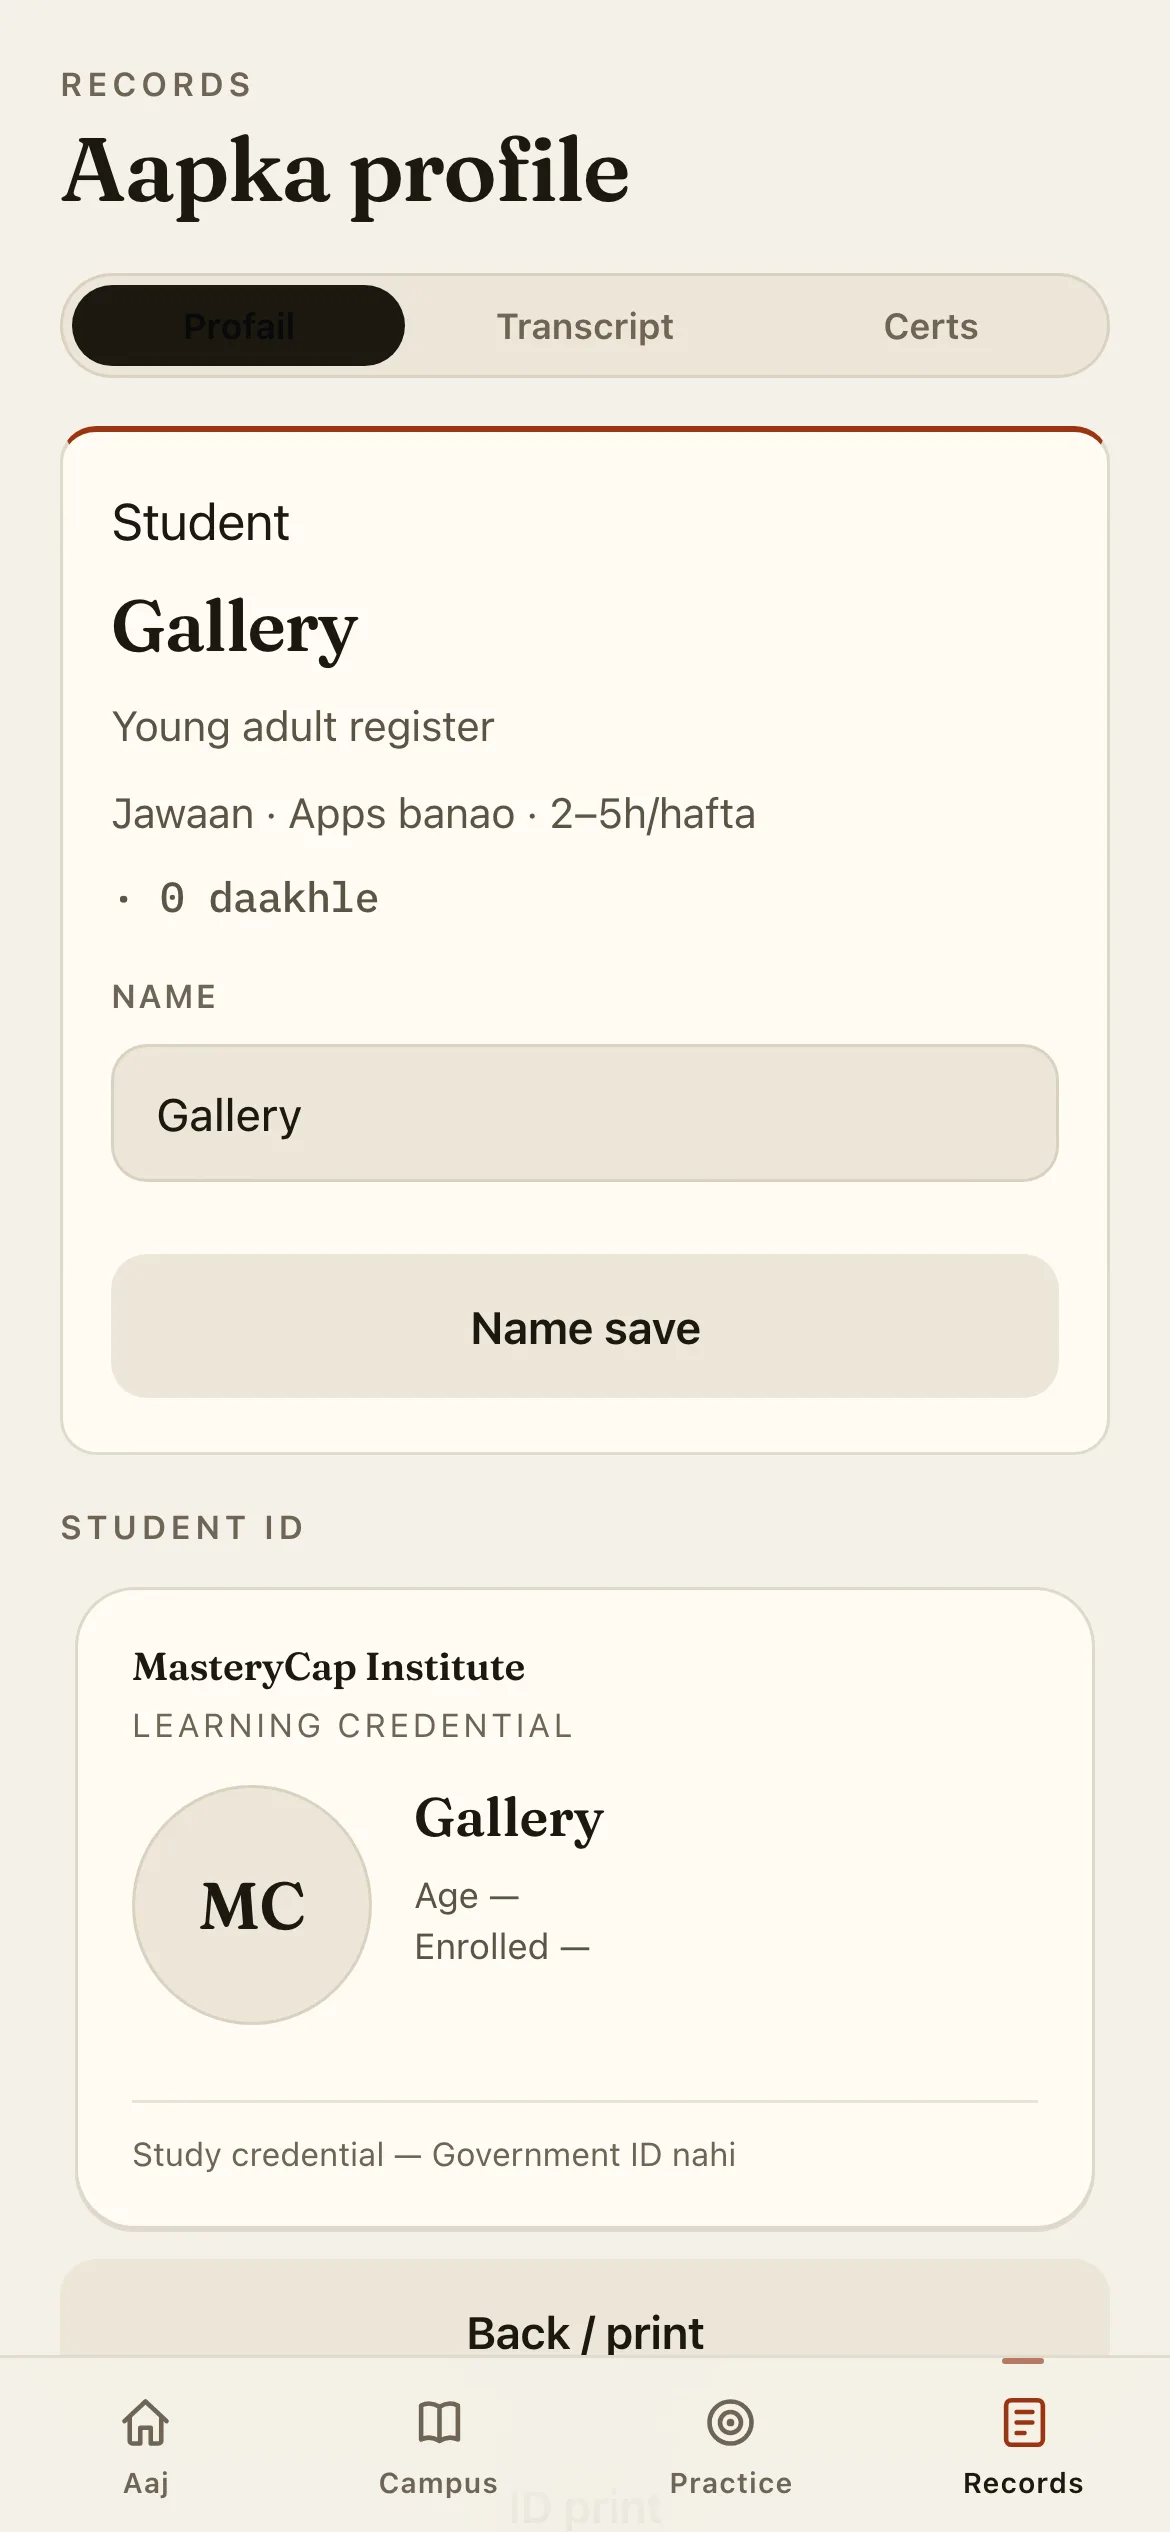 RECORDS
Aapka profile
Profail
Transcript
Certs
Student
Gallery
Young adult register
Jawaan · Apps banao · 2–5h/hafta
· 0 daakhle
NAME
Gallery
Name save
STUDENT ID
MasteryCap Institute
LEARNING CREDENTIAL
MC
Gallery
Age —
Enrolled —
Study credential — Government ID nahi
Back / print
ID print
Aaj
Campus
Practice
Records